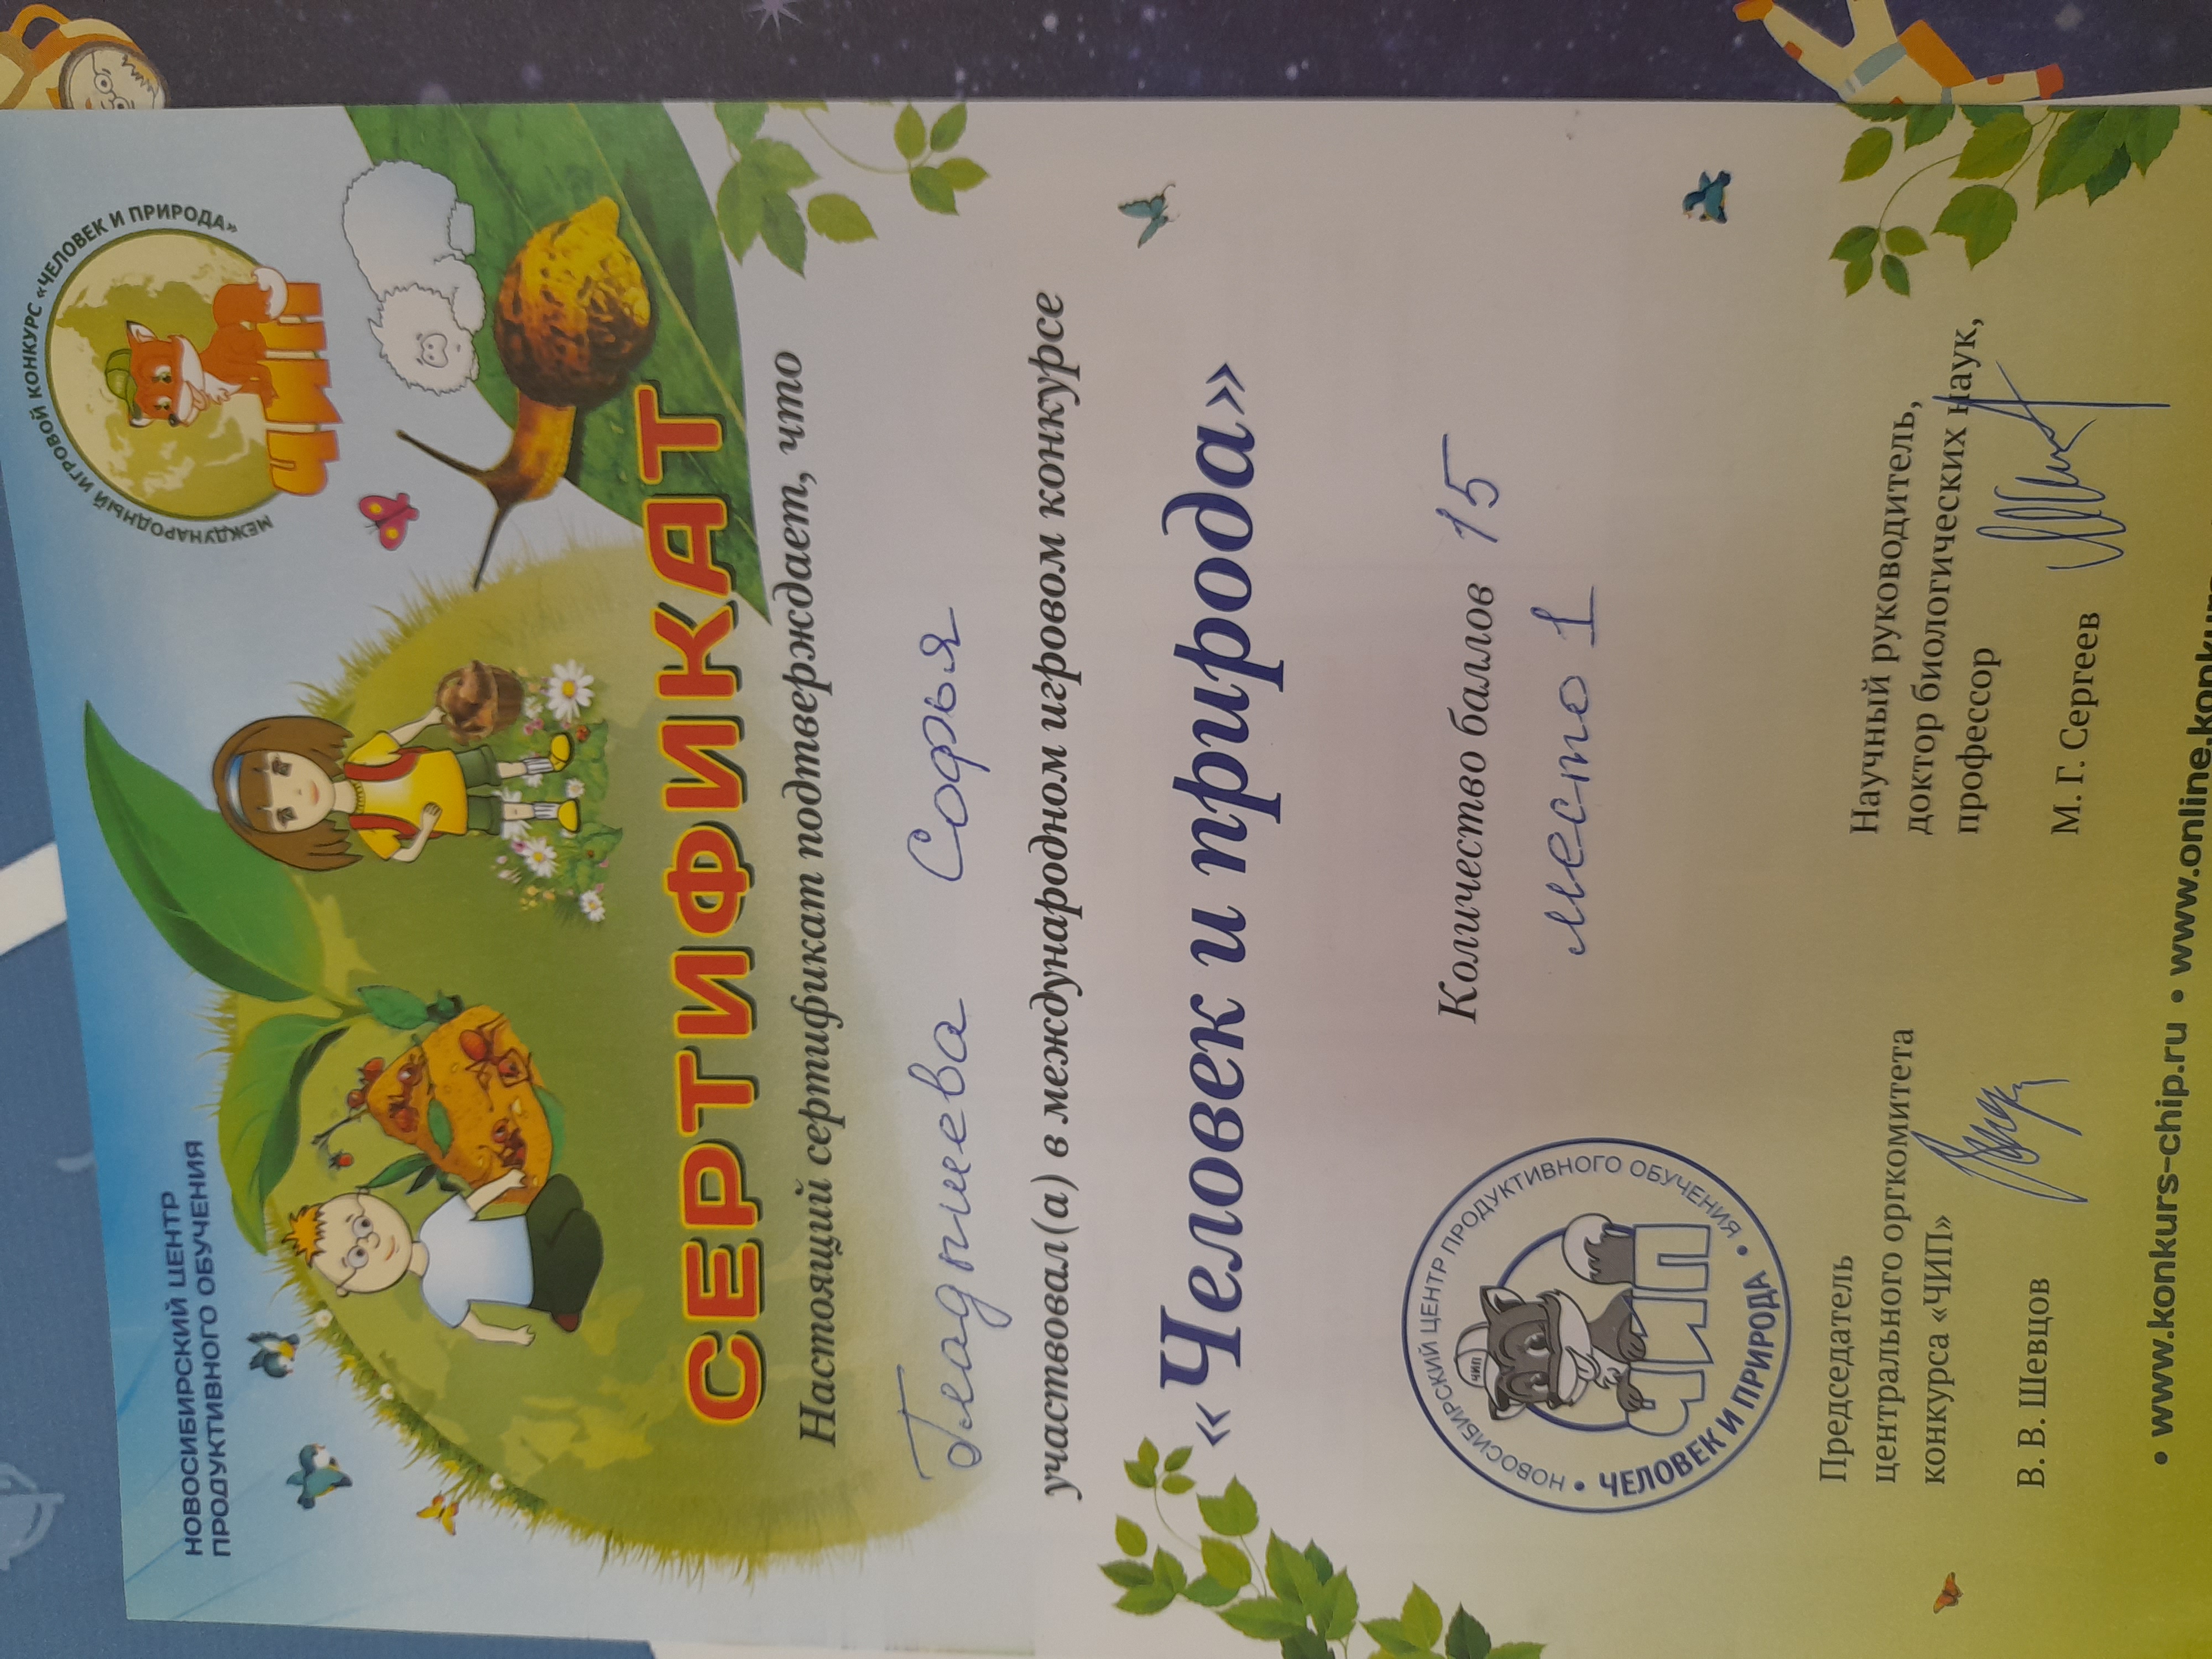 НОВОСИБИРСКИЙ ЦЕНТР
ПРОДУКТИВНОГО ОБУЧЕНИЯ
МЕЖДУНАРОДНЫЙ ИГРОВОЙ КОНКУРС «ЧЕЛОВЕК И ПРИРОДА»
ЧИП
СЕРТИФИКАТ
Настоящий сертификат подтверждает, что
Гладышева Софья
участвовал(а) в международном игровом конкурсе
«Человек и природа»
Количество баллов 15
место 1
• НОВОСИБИРСКИЙ ЦЕНТР ПРОДУКТИВНОГО ОБУЧЕНИЯ •
ЧИП
ЧИП
ЧЕЛОВЕК И ПРИРОДА
Председатель
центрального оргкомитета
конкурса «ЧИП»
В. В. Шевцов
Научный руководитель,
доктор биологических наук,
профессор
М. Г. Сергеев
• www.konkurs-chip.ru • www.online.konkurs